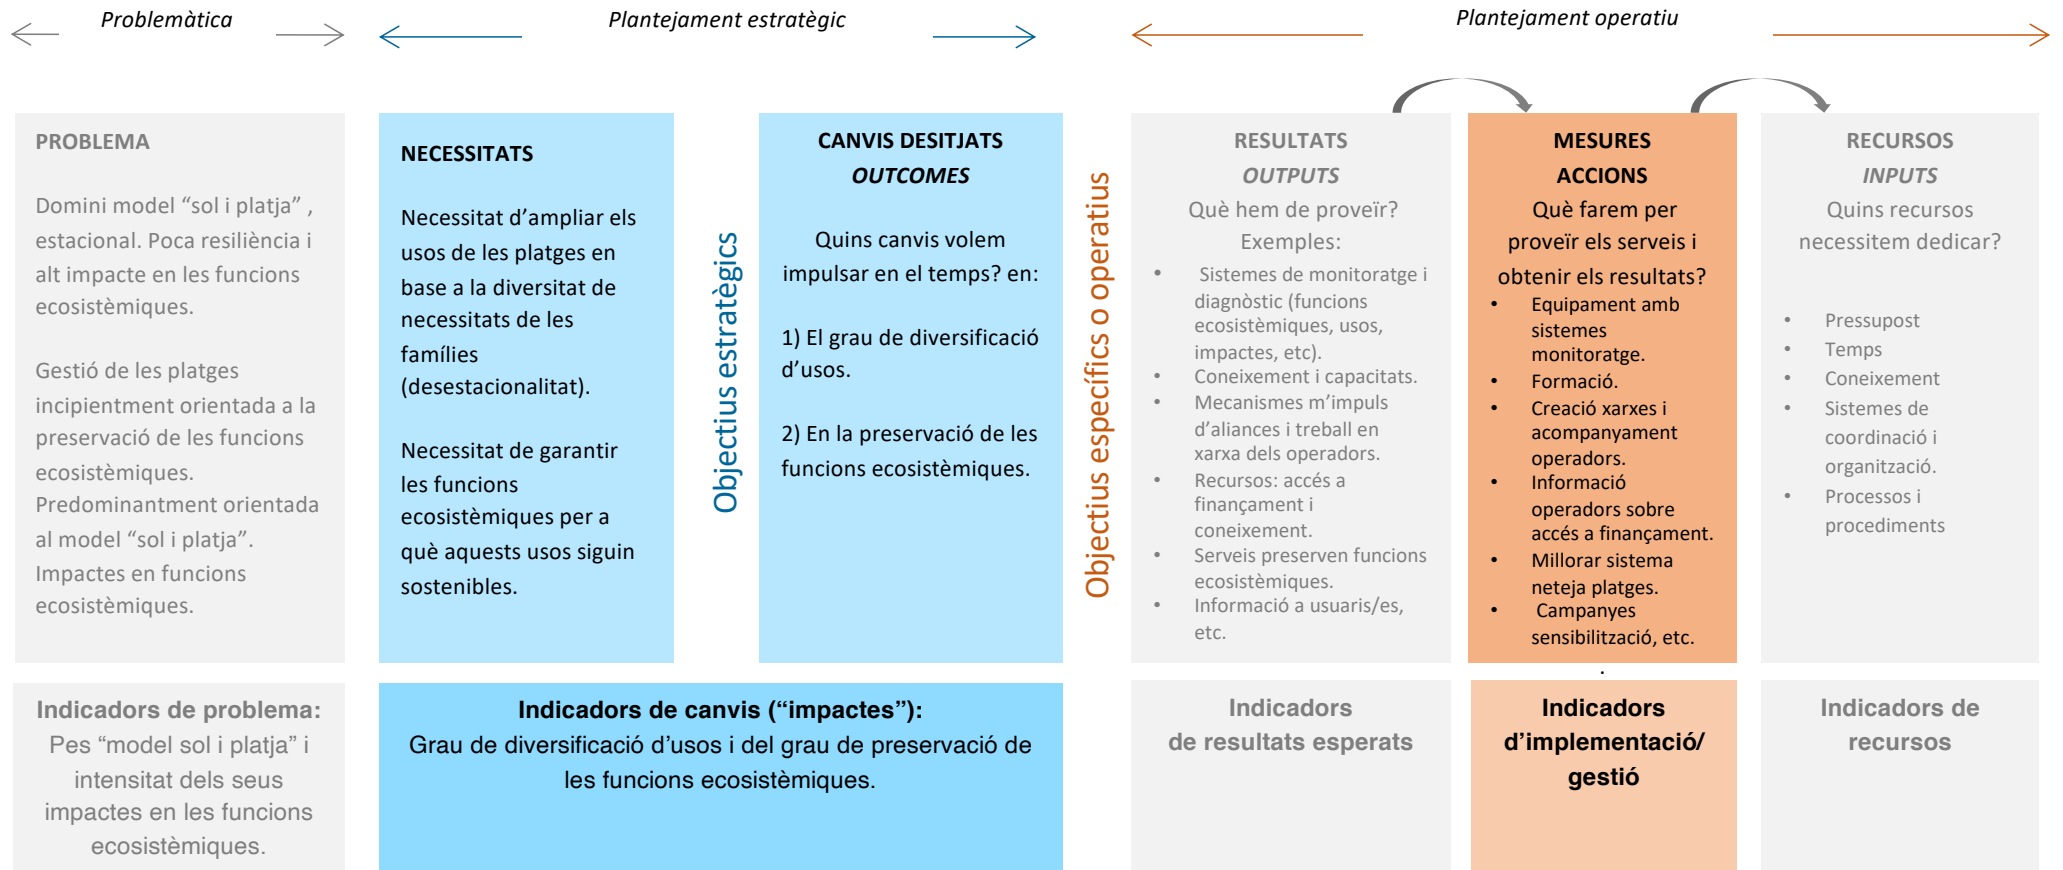 Problemàtica
Plantejament estratègic
Plantejament operatiu
PROBLEMA
Domini model “sol i platja” ,
estacional. Poca resiliència i
alt impacte en les funcions
ecosistèmiques.
Gestió de les platges
incipientment orientada a la
preservació de les funcions
ecosistèmiques.
Predominantment orientada
al model “sol i platja”.
Impactes en funcions
ecosistèmiques.
NECESSITATS
Necessitat d’ampliar els
usos de les platges en
base a la diversitat de
necessitats de les
famílies
(desestacionalitat).
Necessitat de garantir
les funcions
ecosistèmiques per a
què aquests usos siguin
sostenibles.
Objectius estratègics
CANVIS DESITJATS
OUTCOMES
Quins canvis volem
impulsar en el temps? en:
1) El grau de diversificació
d’usos.
2) En la preservació de les
funcions ecosistèmiques.
Objectius específics o operatius
RESULTATS
OUTPUTS
Què hem de proveïr?
Exemples:
• Sistemes de monitoratge i
diagnòstic (funcions
ecosistèmiques, usos,
impactes, etc).
• Coneixement i capacitats.
• Mecanismes m’impuls
d’aliances i treball en
xarxa dels operadors.
• Recursos: accés a
finançament i
coneixement.
• Serveis preserven funcions
ecosistèmiques.
• Informació a usuaris/es,
etc.
MESURES
ACCIONS
Què farem per
proveïr els serveis i
obtenir els resultats?
• Equipament amb
sistemes
monitoratge.
• Formació.
• Creació xarxes i
acompanyament
operadors.
• Informació
operadors sobre
accés a finançament.
• Millorar sistema
neteja platges.
• Campanyes
sensibilització, etc.
.
RECURSOS
INPUTS
Quins recursos
necessitem dedicar?
• Pressupost
• Temps
• Coneixement
• Sistemes de
coordinació i
organització.
• Processos i
procediments
Indicadors de problema:
Pes “model sol i platja” i
intensitat dels seus
impactes en les funcions
ecosistèmiques.
Indicadors de canvis (“impactes”):
Grau de diversificació d’usos i del grau de preservació de
les funcions ecosistèmiques.
Indicadors
de resultats esperats
Indicadors
d’implementació/
gestió
Indicadors de
recursos